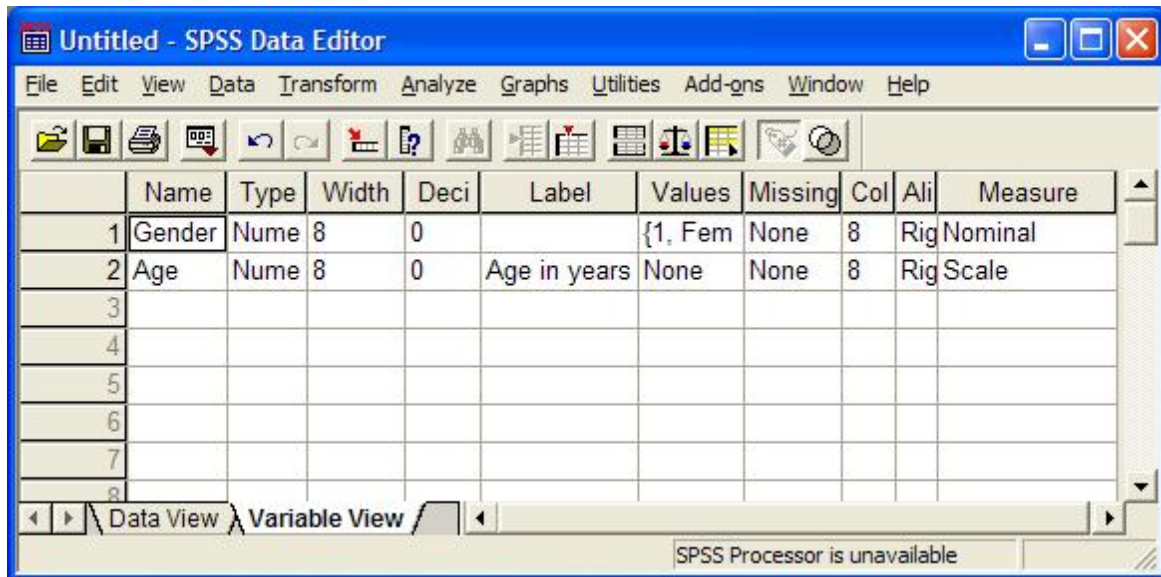 Untitled - SPSS Data Editor
File Edit View Data Transform Analyze Graphs Utilities Add-ons Window Help
Name Type Width Deci Label Values Missing Col Ali Measure
1 Gender Nume 8 0 {1, Fem None 8 Rig Nominal
2 Age Nume 8 0 Age in years None None 8 Rig Scale
3
4
5
6
7
8
Data View Variable View
SPSS Processor is unavailable